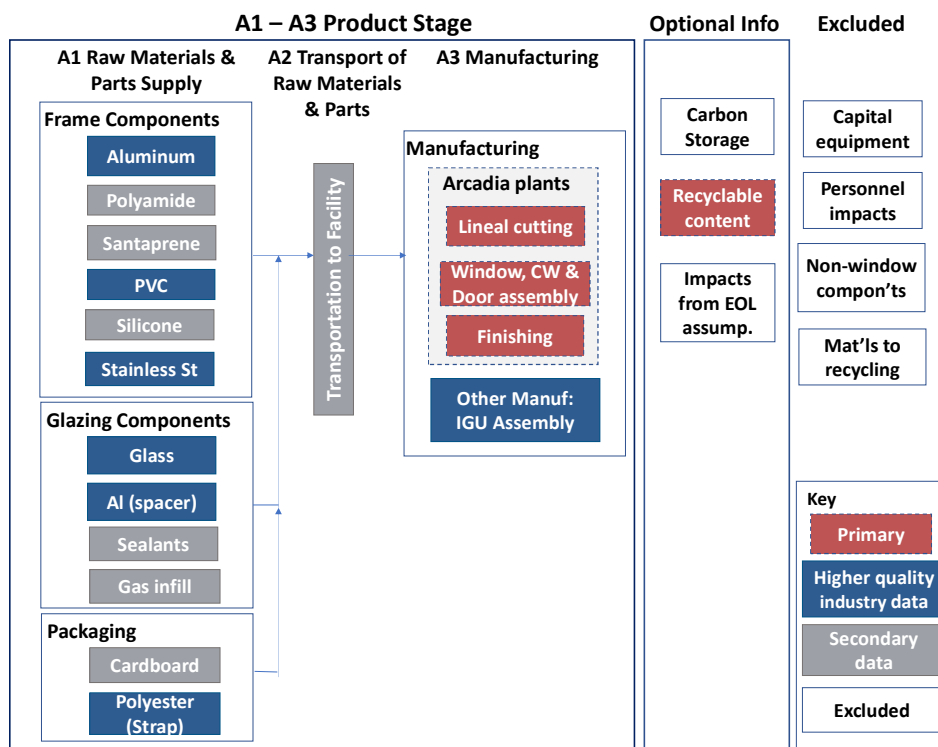 A1 – A3 Product Stage
Optional Info
Excluded
A1 Raw Materials &
Parts Supply
A2 Transport of
Raw Materials
& Parts
A3 Manufacturing
Frame Components
Aluminum
Polyamide
Santaprene
PVC
Silicone
Stainless St
Glazing Components
Glass
Al (spacer)
Sealants
Gas infill
Packaging
Cardboard
Polyester
(Strap)
Transportation to Facility
Manufacturing
Arcadia plants
Lineal cutting
Window, CW &
Door assembly
Finishing
Other Manuf:
IGU Assembly
Carbon
Storage
Recyclable
content
Impacts
from EOL
assump.
Capital
equipment
Personnel
impacts
Non-window
compon’ts
Mat’ls to
recycling
Key
Primary
Higher quality
industry data
Secondary
data
Excluded